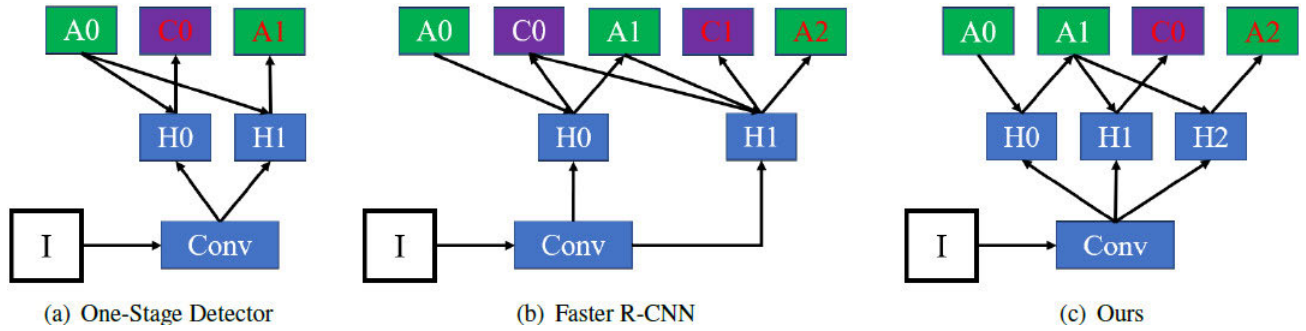 A0 C0 A1
H0 H1
I Conv
(a) One-Stage Detector
A0 C0 A1 C1 A2
H0 H1
I Conv
(b) Faster R-CNN
A0 A1 C0 A2
H0 H1 H2
I Conv
(c) Ours